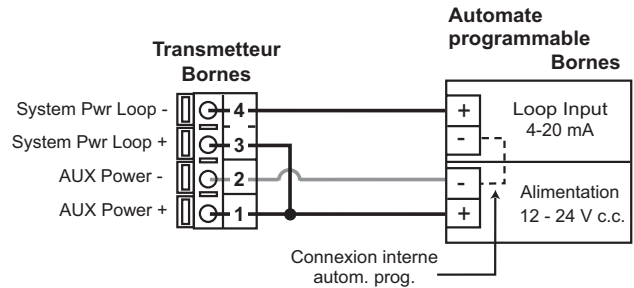 Automate
programmable
Bornes
Transmetteur
Bornes
System Pwr Loop - 4
System Pwr Loop + 3
AUX Power - 2
AUX Power + 1
+ Loop Input
4-20 mA
-
- Alimentation
+ 12 - 24 V c.c.
Connexion interne
autom. prog.